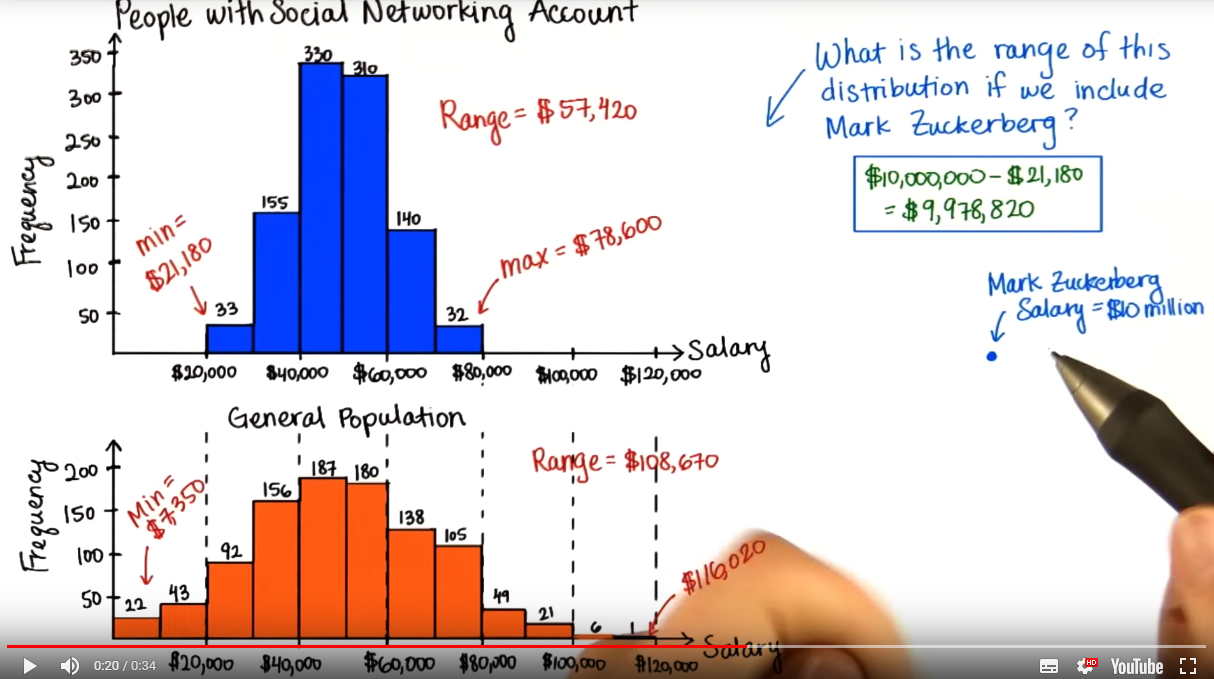 People with Social Networking Account
350
300
250
200
150
100
50
Frequency
33
155
330
310
140
32
min =
$21,180
Range = $57,420
max = $78,600
Salary
$20,000
$40,000
$60,000
$80,000
$100,000
$120,000
What is the range of this
distribution if we include
Mark Zuckerberg?
$10,000,000 - $21,180
= $9,978,820
Mark Zuckerberg
Salary = $10 million
General Population
200
150
100
50
Frequency
22
43
92
156
187
180
138
105
49
21
6
1
Min =
$7,350
Range = $108,670
$116,020
Salary
$20,000
$40,000
$60,000
$80,000
$100,000
$120,000
0:20 / 0:34
HD
YouTube